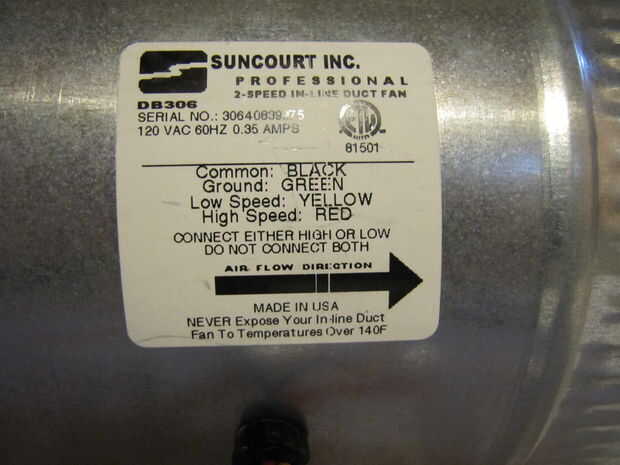 SUNCOURT INC.
PROFESSIONAL
2-SPEED IN-LINE DUCT FAN
DB306
SERIAL NO.:
120 VAC 60HZ 0.35 AMPS
81501
Common: BLACK
Ground: GREEN
Low Speed: YELLOW
High Speed: RED
CONNECT EITHER HIGH OR LOW
DO NOT CONNECT BOTH
AIR FLOW DIRECTION
MADE IN USA
NEVER Expose Your In-line Duct
Fan To Temperatures Over 140F